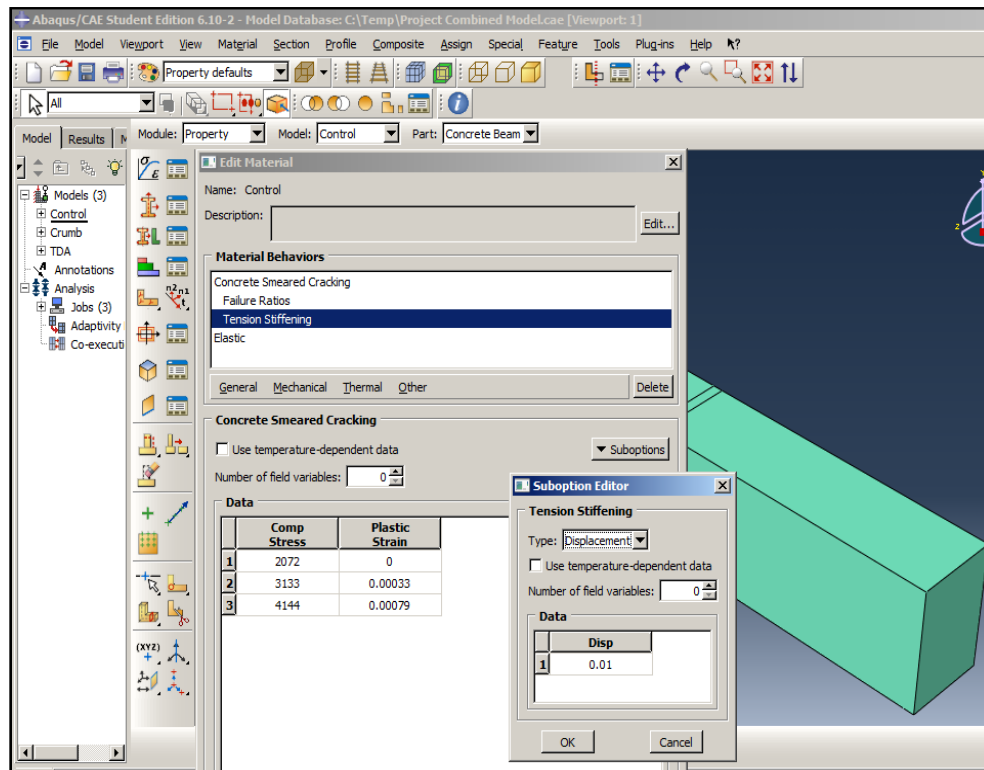 Abaqus/CAE Student Edition 6.10-2 - Model Database: C:\Temp\Project Combined Model.cae [Viewport: 1]
File Model Viewport View Material Section Profile Composite Assign Special Feature Tools Plug-ins Help
Property defaults
All
Model Results Module: Property Model: Control Part: Concrete Beam
Models (3)
Control
Crumb
TDA
Annotations
Analysis
Jobs (3)
Adaptivity
Co-executi
σ
ε
n2 n1
t
(XYZ)
Edit Material
Name: Control
Description:
Edit...
Material Behaviors
Concrete Smeared Cracking
Failure Ratios
Tension Stiffening
Elastic
General Mechanical Thermal Other Delete
Concrete Smeared Cracking
Use temperature-dependent data
Suboptions
Number of field variables: 0
Data
Comp Plastic
Stress Strain
1 2072 0
2 3133 0.00033
3 4144 0.00079
Suboption Editor
Tension Stiffening
Type: Displacement
Use temperature-dependent data
Number of field variables: 0
Data
Disp
1 0.01
OK Cancel
z